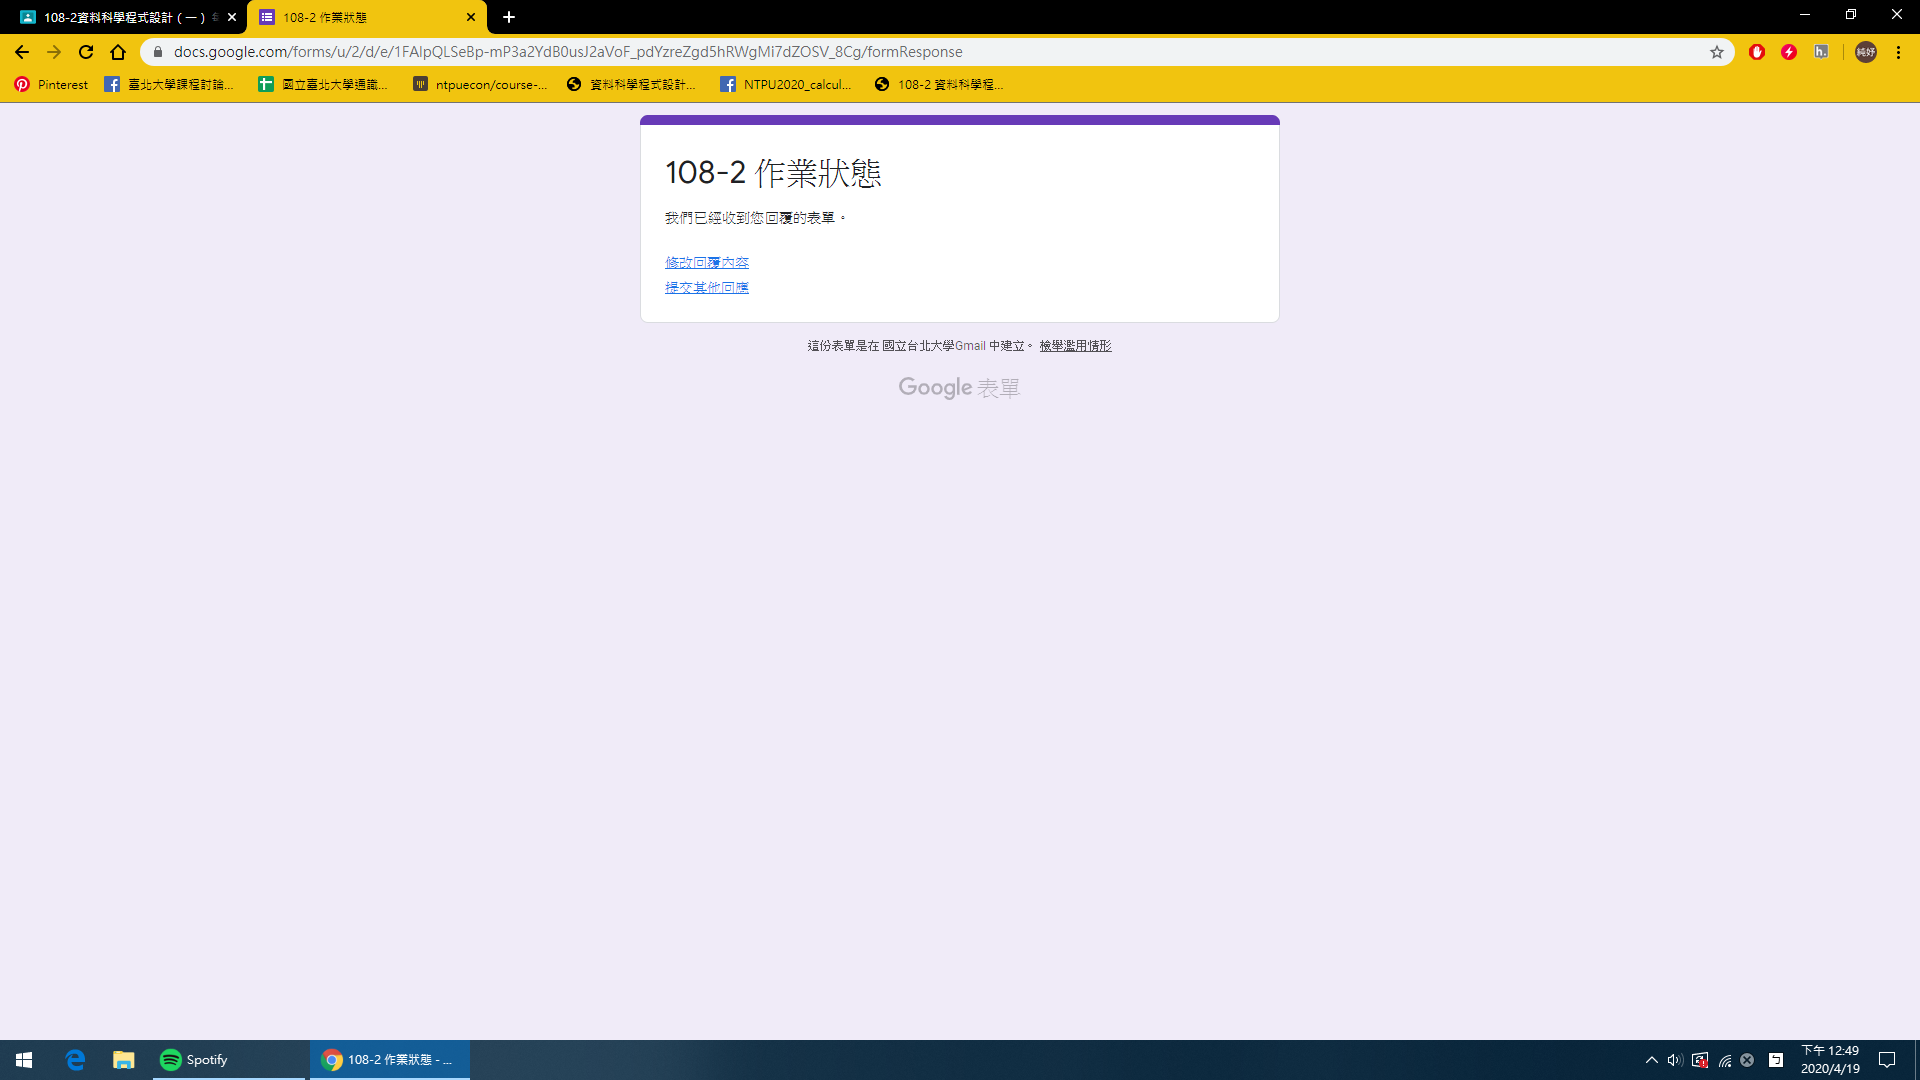 108-2資料科學程式設計（一）
108-2 作業狀態
docs.google.com/forms/u/2/d/e/1FAIpQLSeBp-mP3a2YdB0usJ2aVoF_pdYzreZgd5hRWgMi7dZOSV_8Cg/formResponse
純妤
Pinterest
臺北大學課程討論...
國立臺北大學通識...
ntpuecon/course-...
資料科學程式設計...
NTPU2020_calcul...
108-2 資料科學程...
108-2 作業狀態
我們已經收到您回覆的表單。
修改回覆內容
提交其他回應
這份表單是在 國立台北大學Gmail 中建立。 檢舉濫用情形
Google 表單
Spotify
108-2 作業狀態 - ...
ㄅ
下午 12:49
2020/4/19